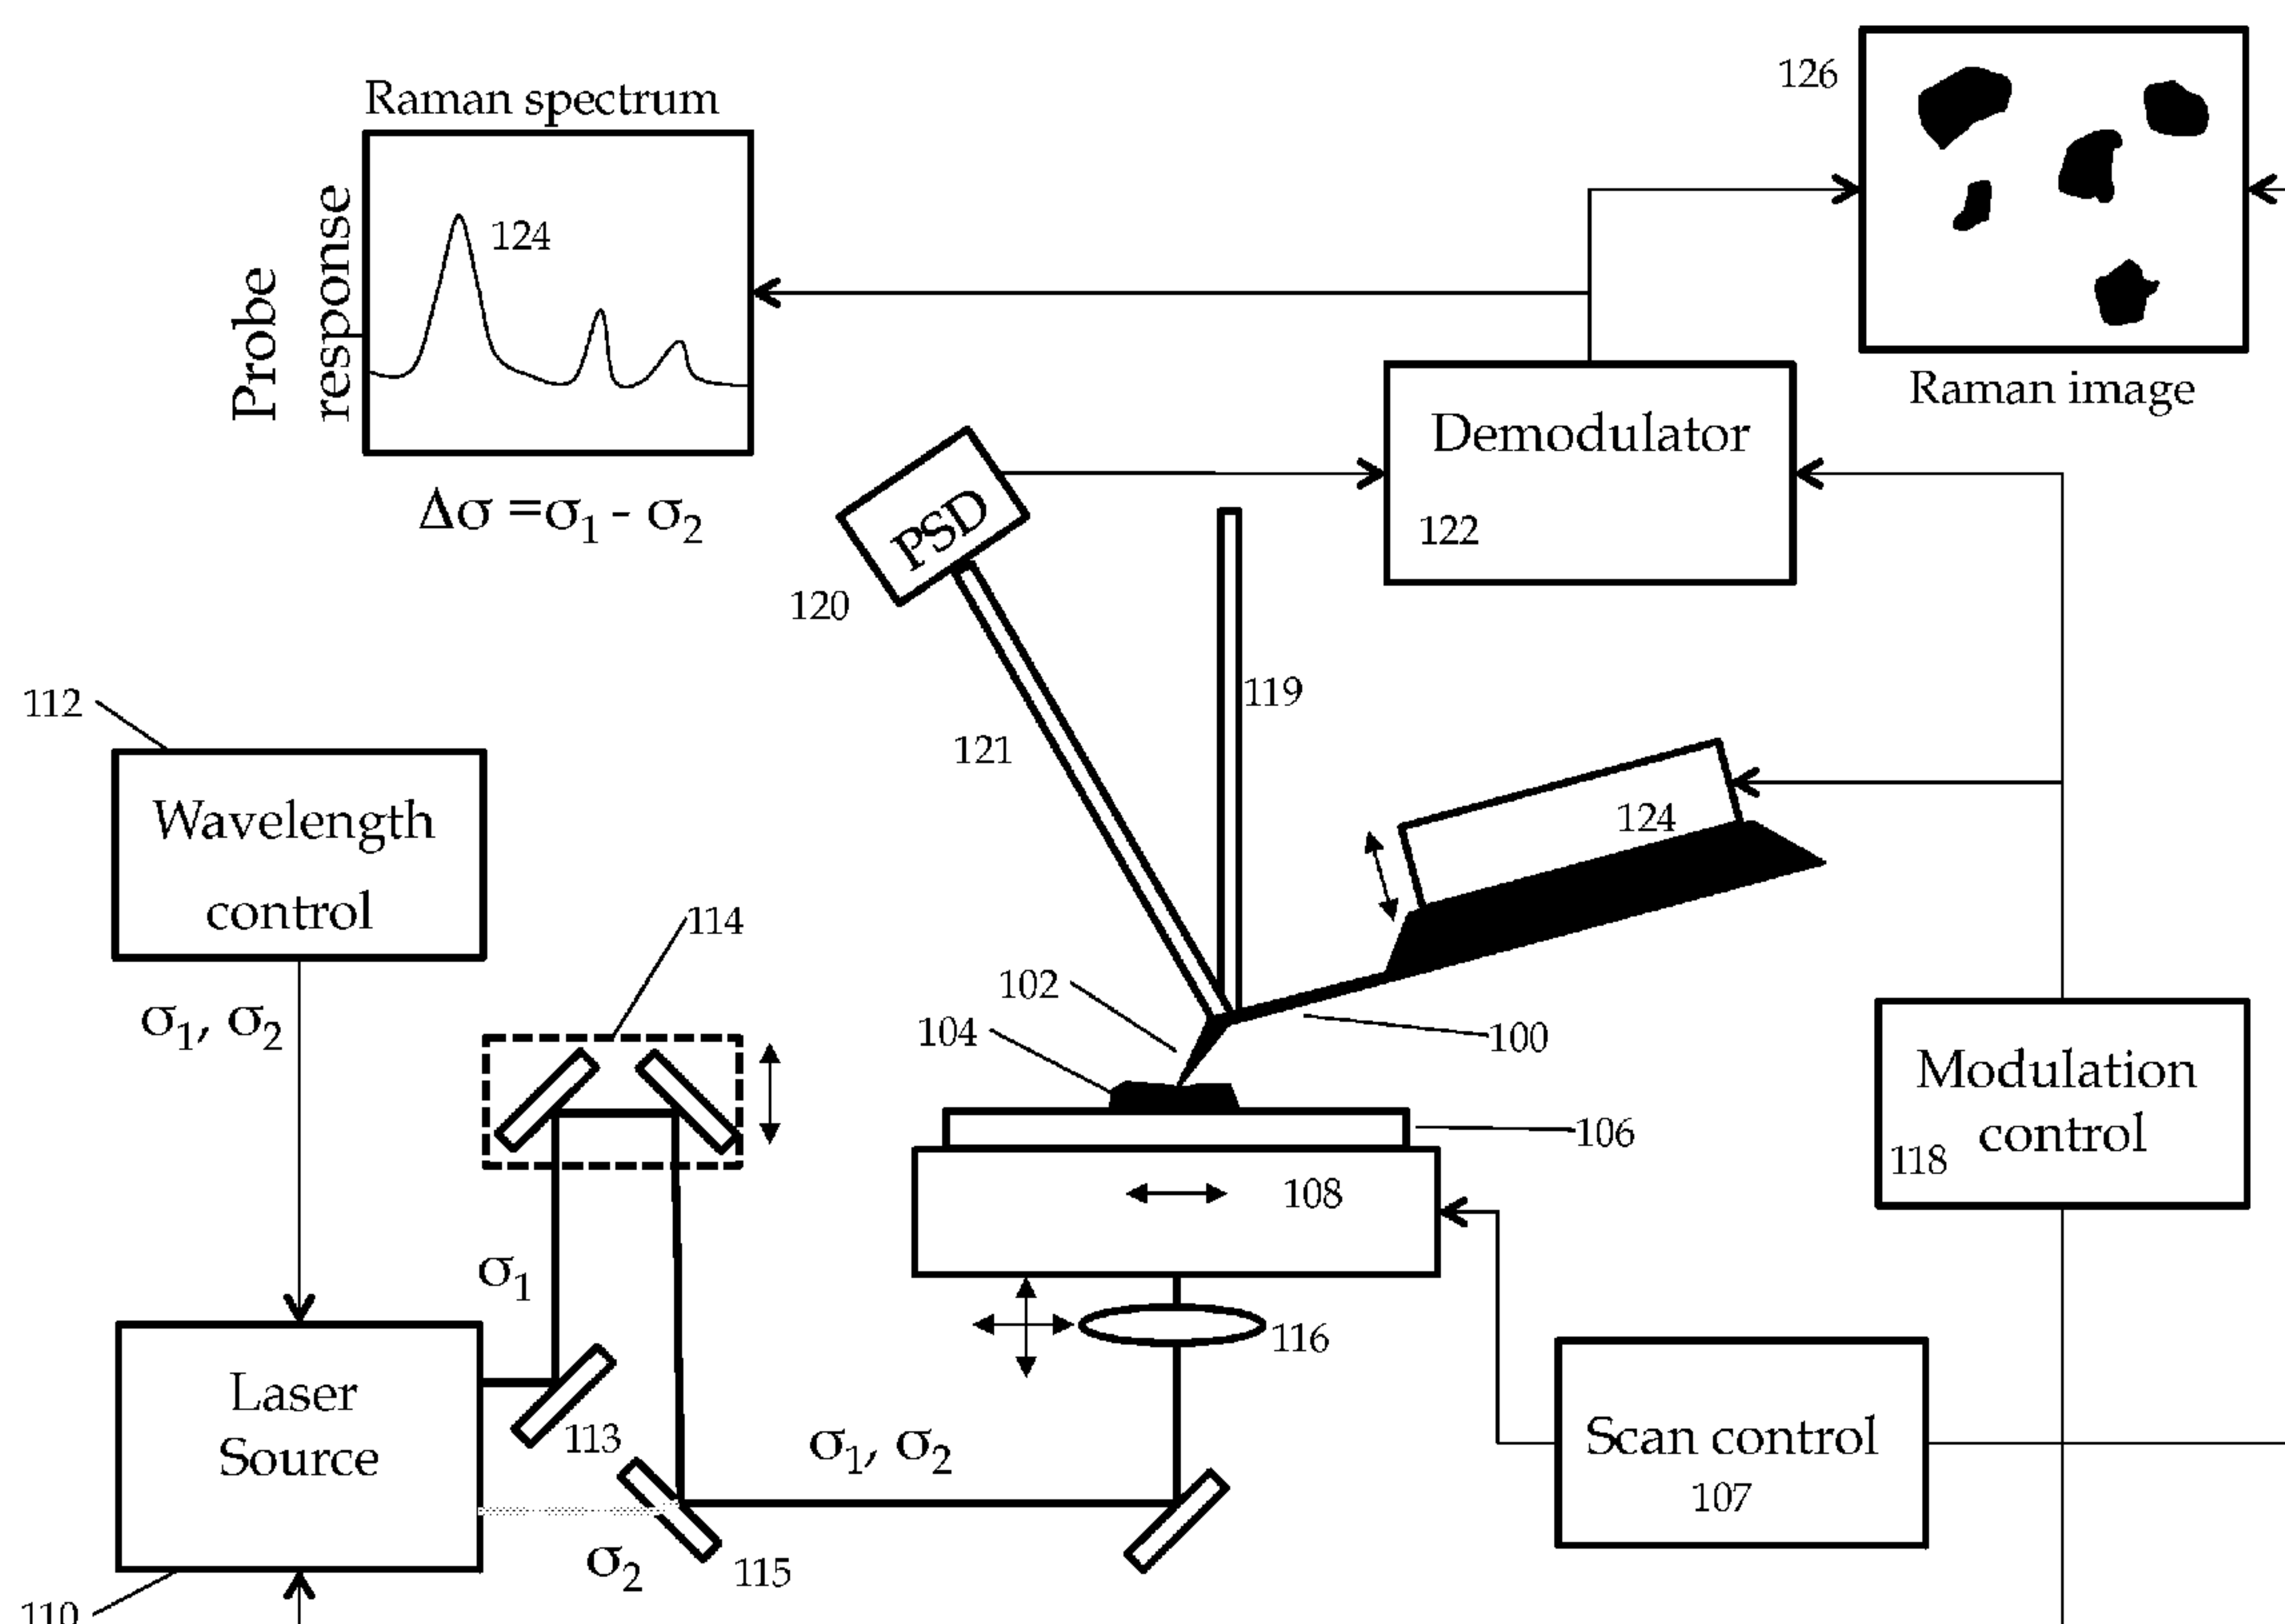 126
Raman spectrum
124
Probe
response
Δσ =σ₁ - σ₂
Raman image
Demodulator
122
PSD
120
119
121
112
Wavelength
control
124
114
102
104
100
σ₁, σ₂
Modulation
control
118
106
108
σ₁
116
Laser
Source
113
σ₁, σ₂
Scan control
107
σ₂
115
110